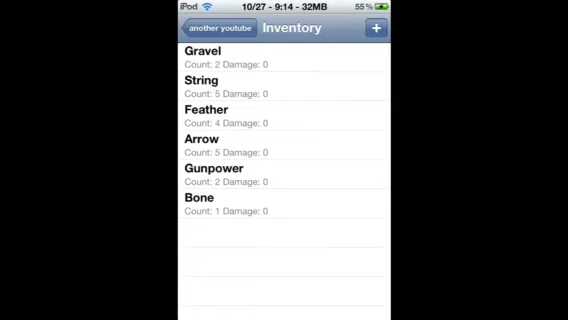 iPod 10/27 - 9:14 - 32MB 55 %
another youtube Inventory +
Gravel
Count: 2 Damage: 0
String
Count: 5 Damage: 0
Feather
Count: 4 Damage: 0
Arrow
Count: 5 Damage: 0
Gunpower
Count: 2 Damage: 0
Bone
Count: 1 Damage: 0